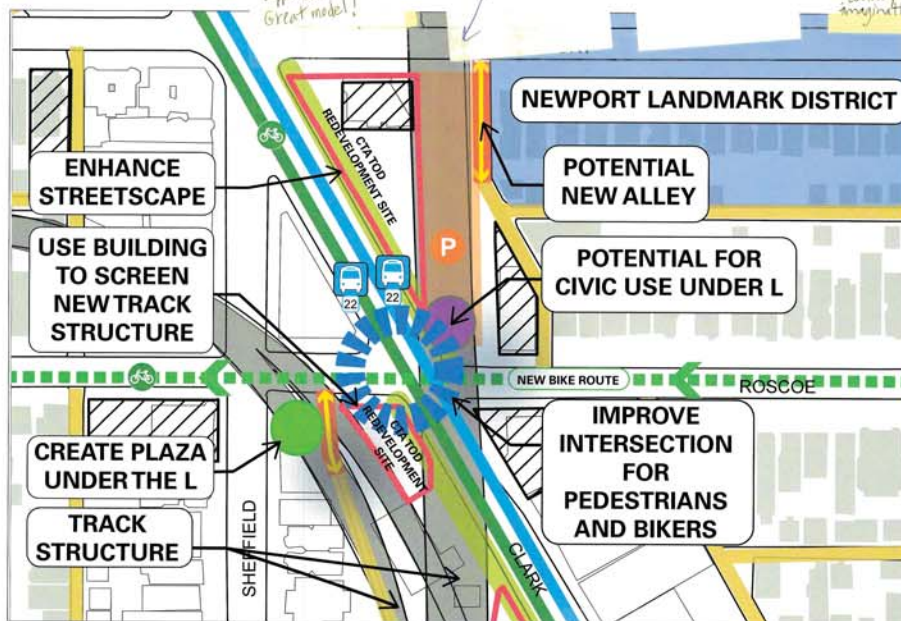 Great model!
NEWPORT LANDMARK DISTRICT
ENHANCE
STREETSCAPE
CTA TOD
REDEVELOPMENT SITE
POTENTIAL
NEW ALLEY
USE BUILDING
TO SCREEN
NEW TRACK
STRUCTURE
P
POTENTIAL FOR
CIVIC USE UNDER L
22
22
NEW BIKE ROUTE
ROSCOE
CREATE PLAZA
UNDER THE L
CTA TOD
REDEVELOPMENT
SITE
IMPROVE
INTERSECTION
FOR
PEDESTRIANS
AND BIKERS
TRACK
STRUCTURE
SHEFFIELD
CLARK